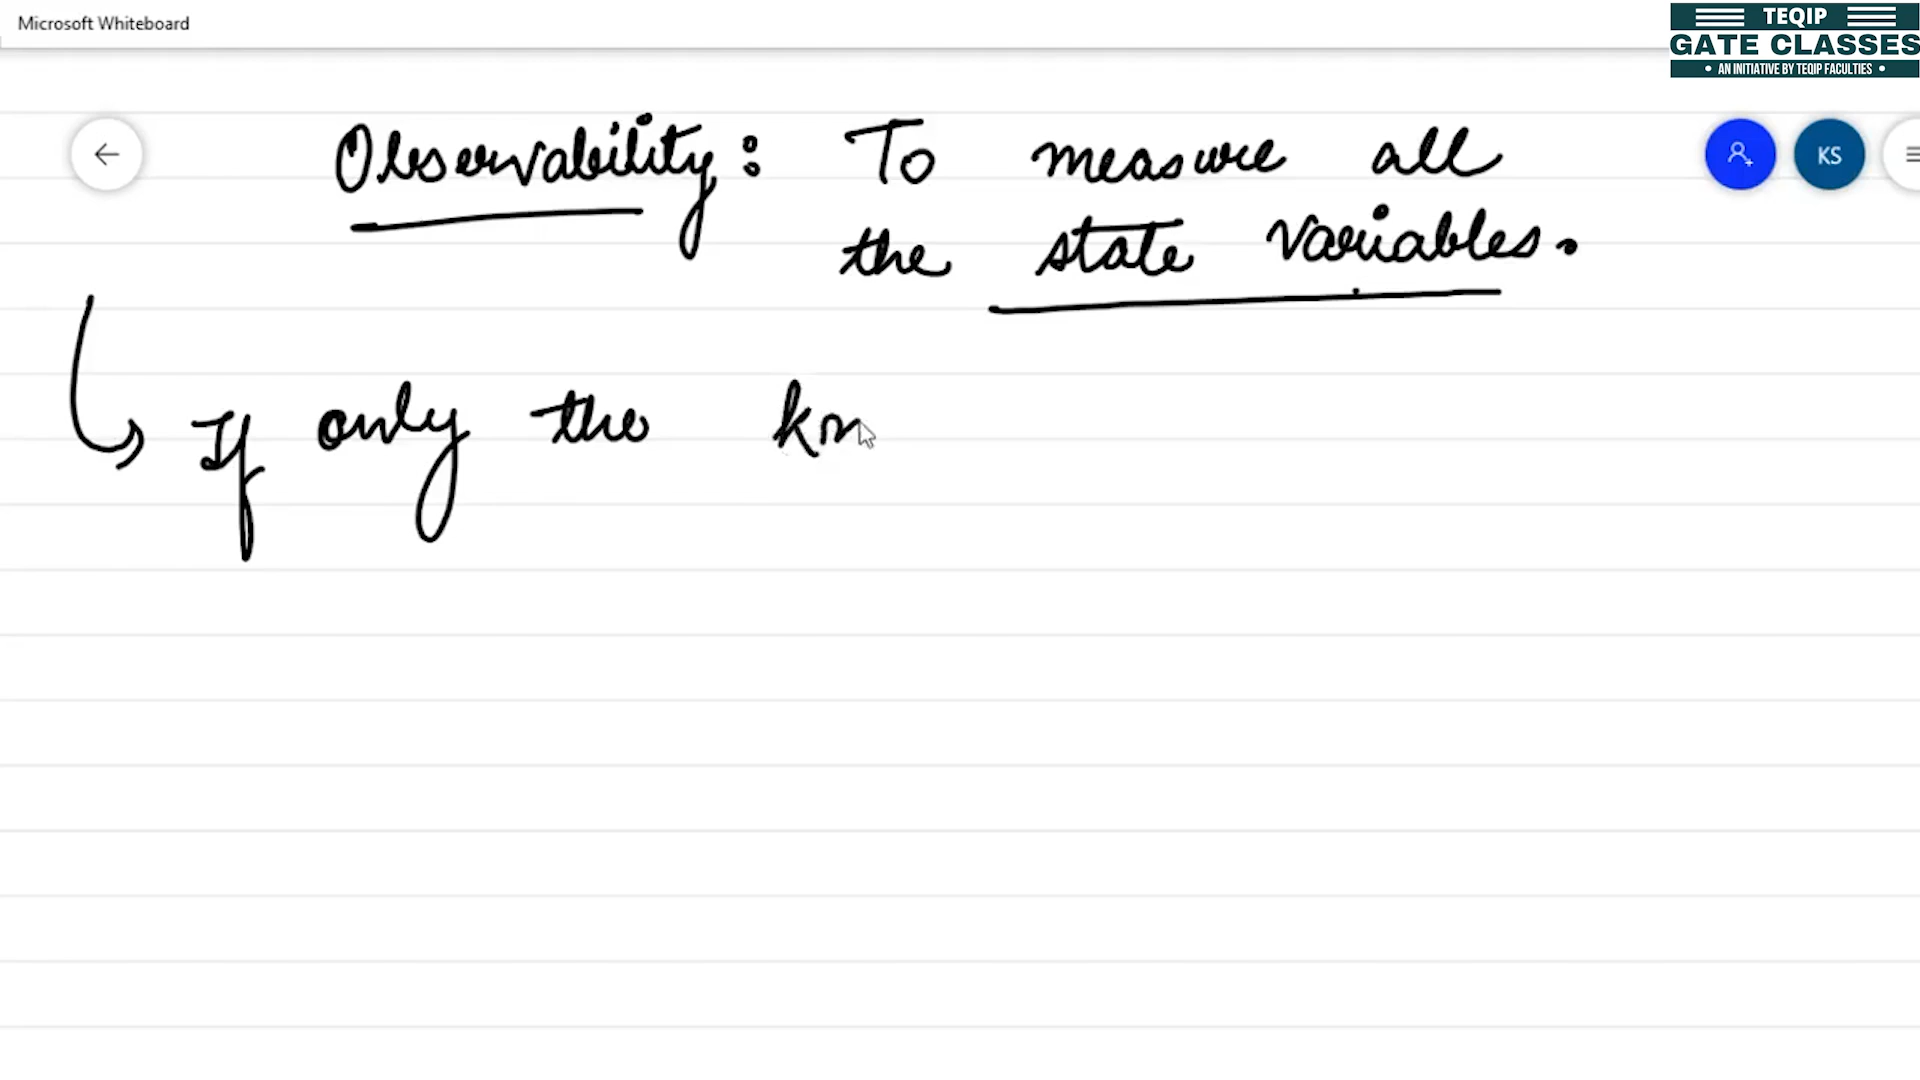 Microsoft Whiteboard
TEQIP
GATE CLASSES
• AN INITIATIVE BY TEQIP FACULTIES •
KS
Observability: To measure all
the state variables.
If only the kn